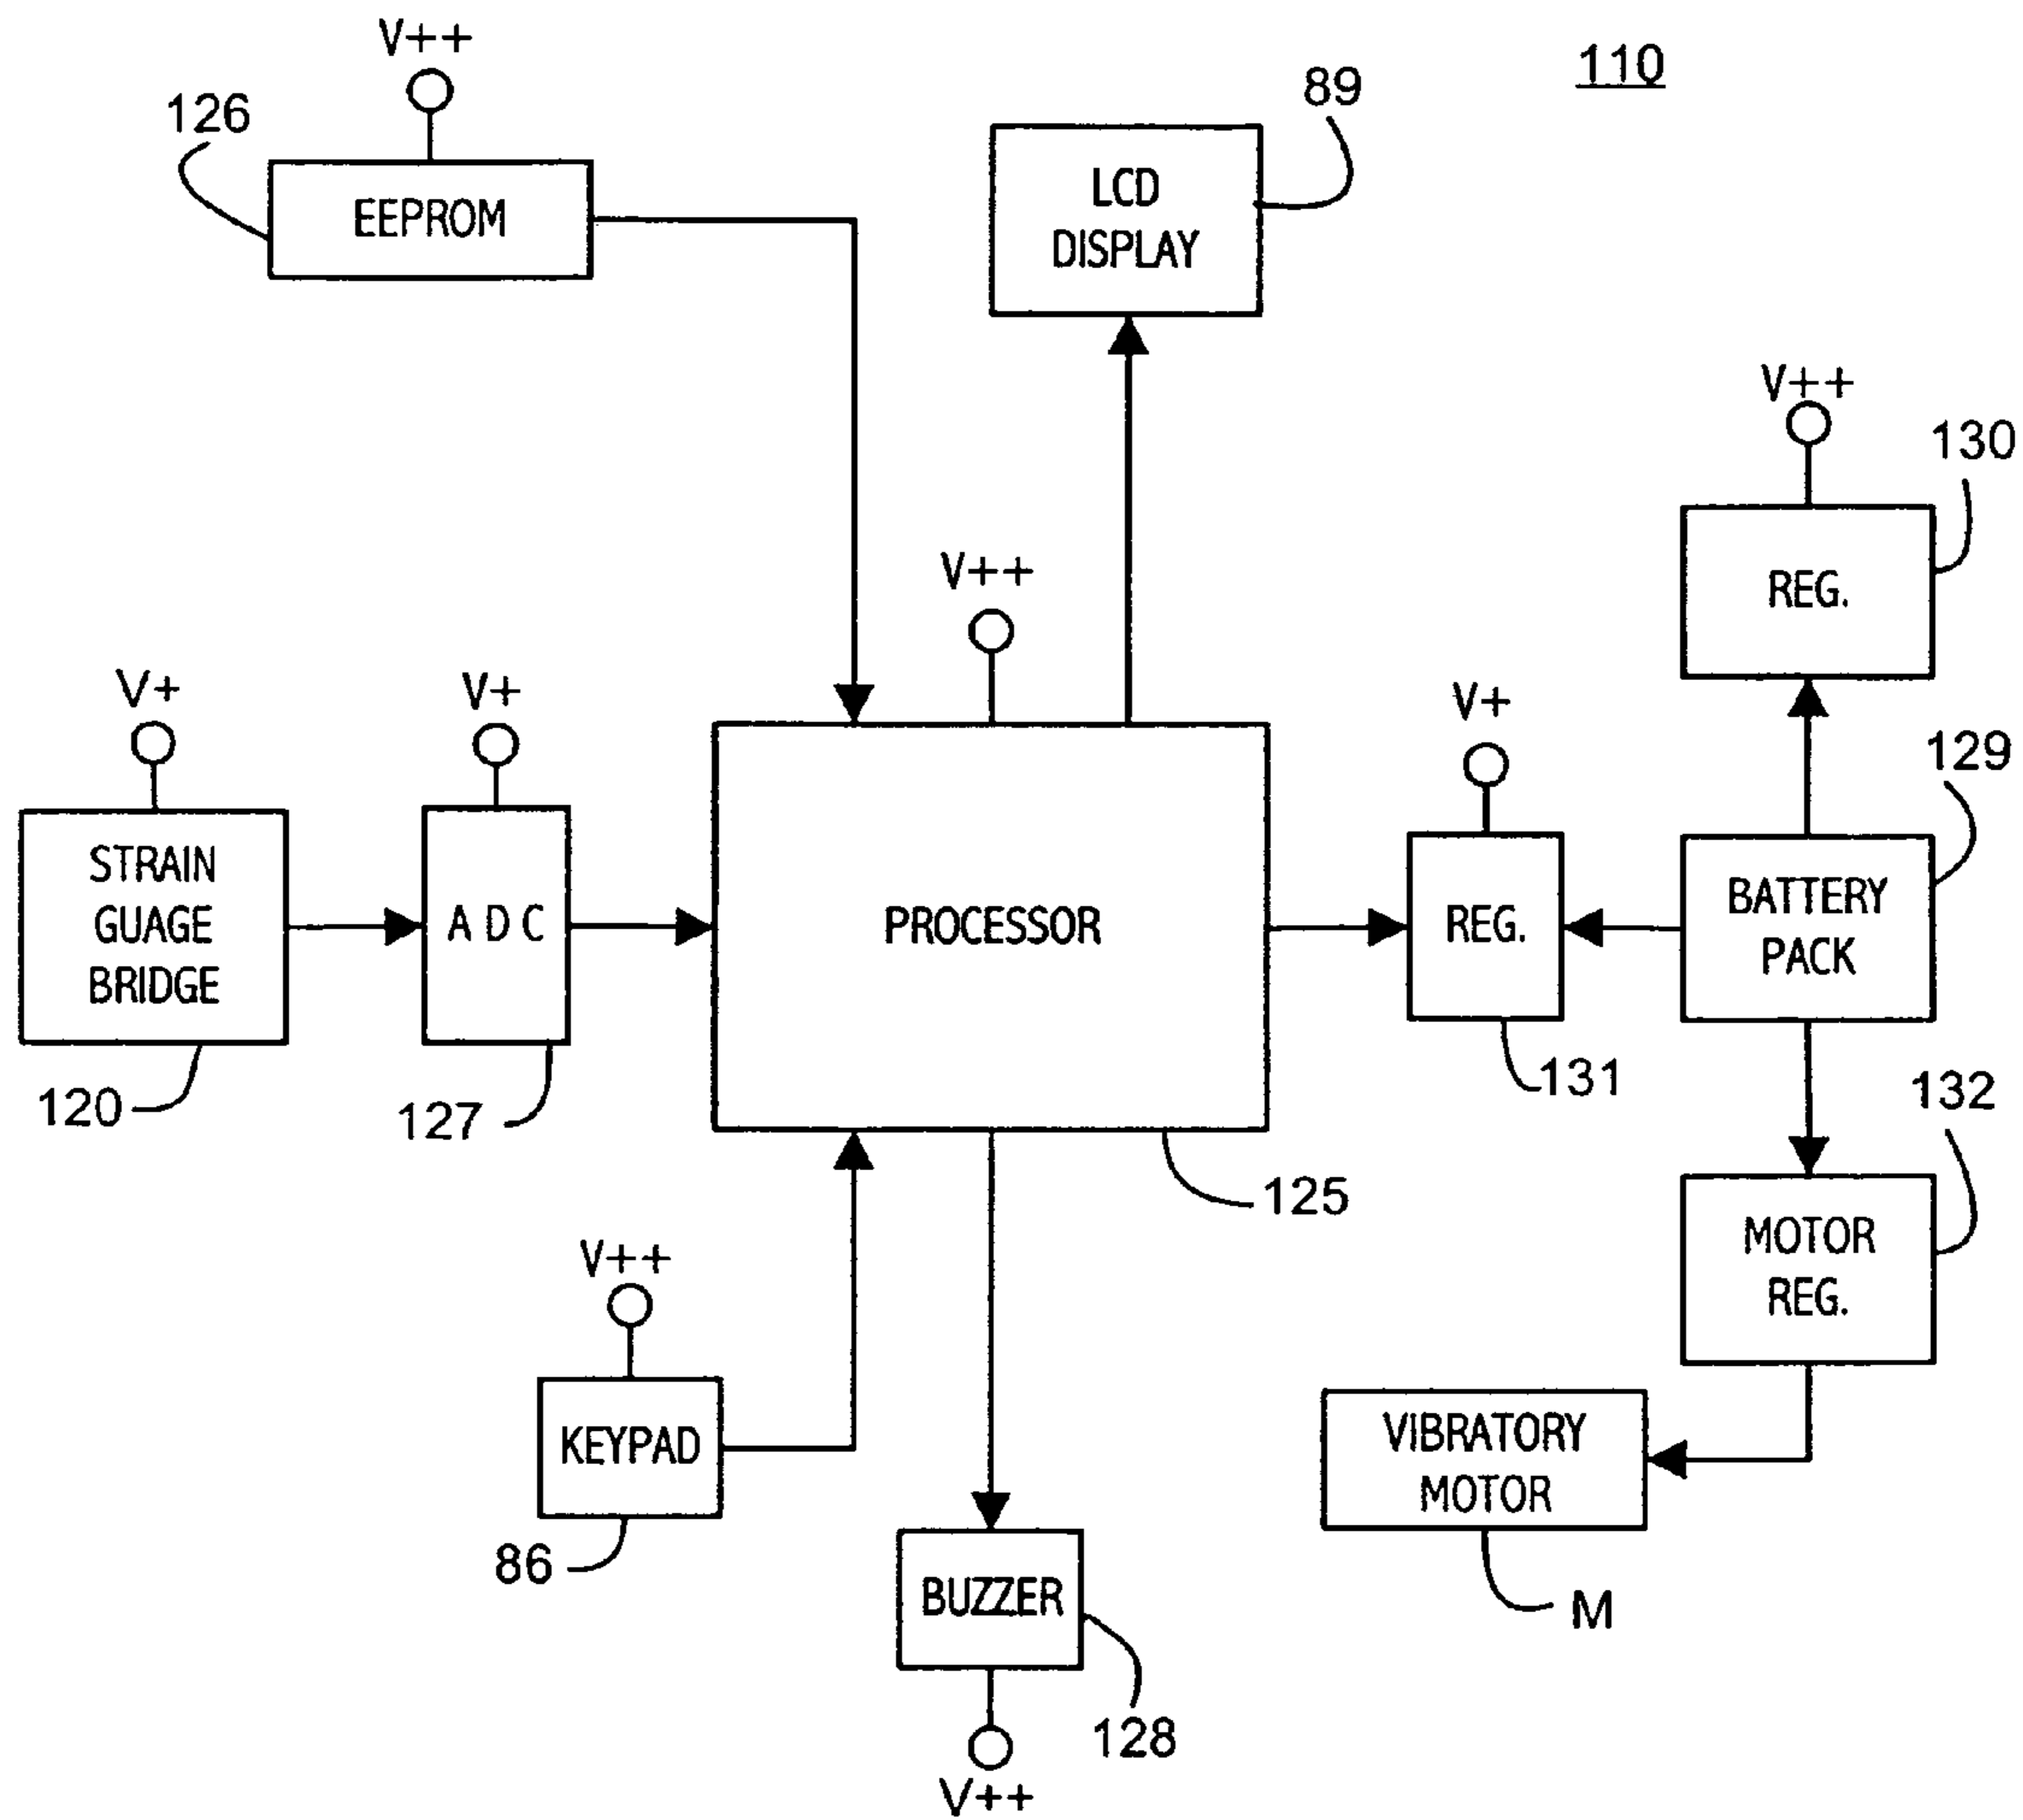 V++
110
126
89
EEPROM
LCD
DISPLAY
V++
130
V++
REG.
V+
V+
V+
129
STRAIN
GUAGE
BRIDGE
A D C
PROCESSOR
REG.
BATTERY
PACK
120
127
131
132
125
V++
MOTOR
REG.
KEYPAD
VIBRATORY
MOTOR
86
BUZZER
M
128
V++